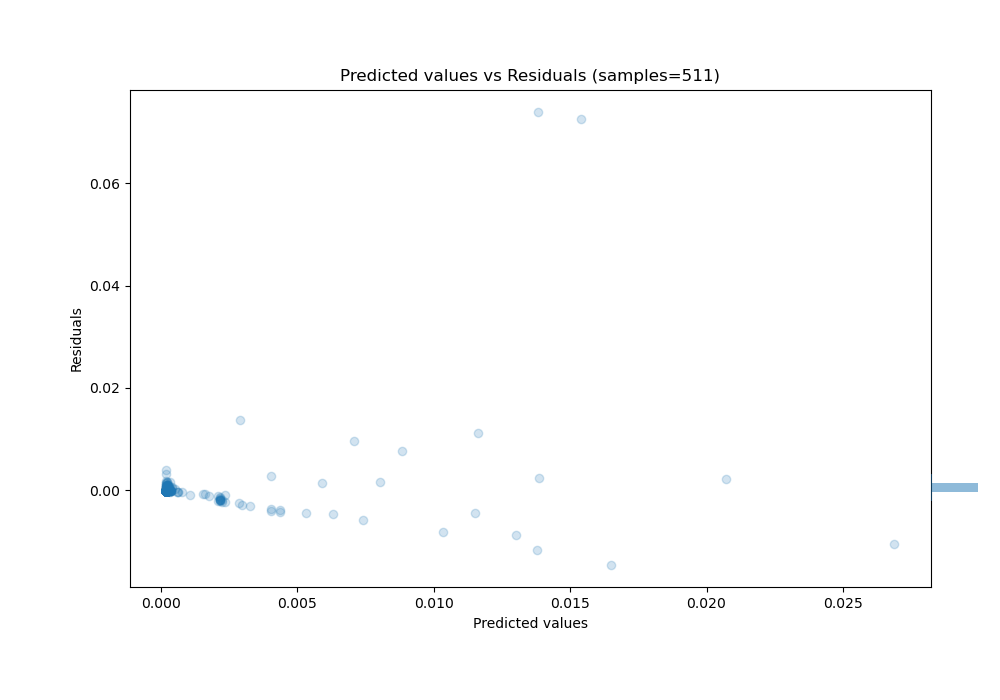 Predicted values vs Residuals (samples=511)
Residuals
0.06
0.04
0.02
0.00
0.000 0.005 0.010 0.015 0.020 0.025
Predicted values